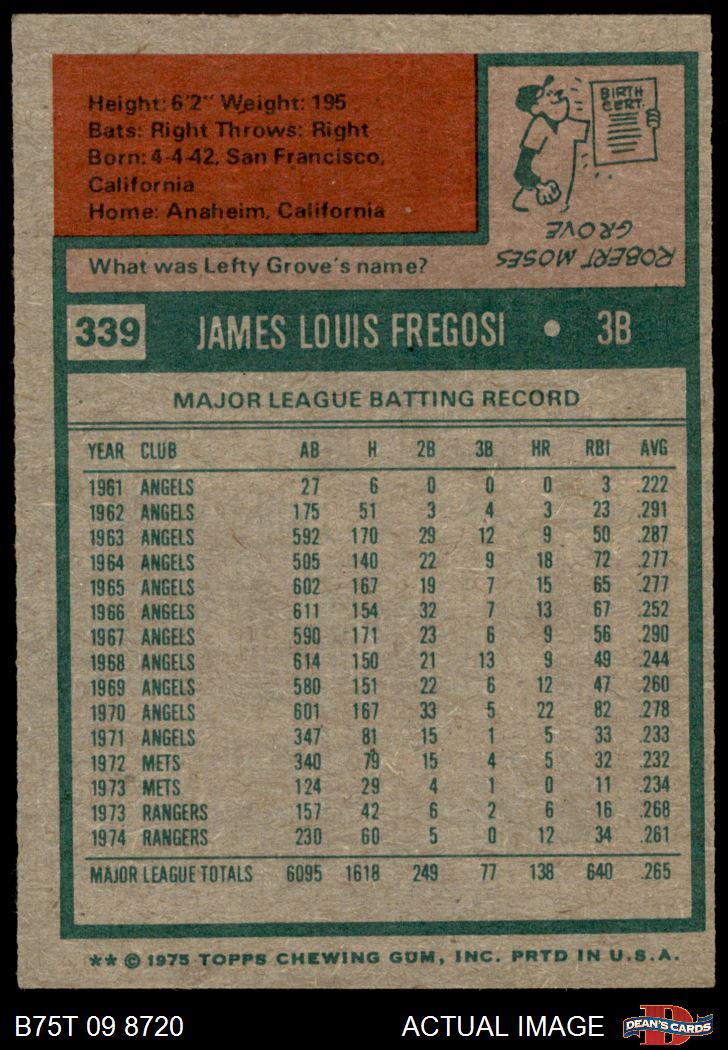 Height: 6'2" Weight: 195
Bats: Right Throws: Right
Born: 4-4-42, San Francisco,
California
Home: Anaheim, California
BIRTH
CERT.
ROBERT MOSES
GROVE
What was Lefty Grove's name?
339 JAMES LOUIS FREGOSI • 3B
MAJOR LEAGUE BATTING RECORD
YEAR CLUB AB H 2B 3B HR RBI AVG
1961 ANGELS 27 6 0 0 0 3 .222
1962 ANGELS 175 51 3 4 3 23 .291
1963 ANGELS 592 170 29 12 9 50 .287
1964 ANGELS 505 140 22 9 18 72 .277
1965 ANGELS 602 167 19 7 15 65 .277
1966 ANGELS 611 154 32 7 13 67 .252
1967 ANGELS 590 171 23 6 9 56 .290
1968 ANGELS 614 150 21 13 9 49 .244
1969 ANGELS 580 151 22 6 12 47 .260
1970 ANGELS 601 167 33 5 22 82 .278
1971 ANGELS 347 81 15 1 5 33 .233
1972 METS 340 79 15 4 5 32 .232
1973 METS 124 29 4 1 0 11 .234
1973 RANGERS 157 42 6 2 6 16 .268
1974 RANGERS 230 60 5 0 12 34 .261
MAJOR LEAGUE TOTALS 6095 1618 249 77 138 640 .265
** © 1975 TOPPS CHEWING GUM, INC. PRTD IN U.S.A.
B75T 09 8720 ACTUAL IMAGE
D
DEAN'S CARDS